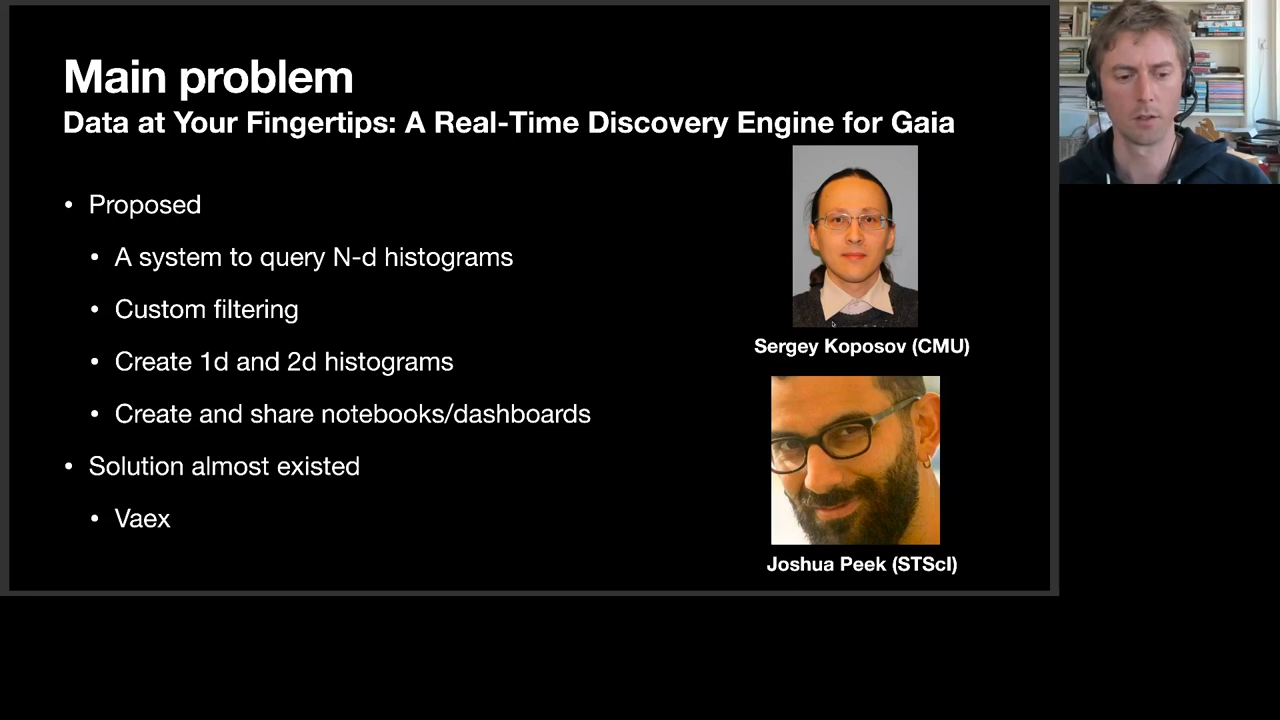 Main problem
Data at Your Fingertips: A Real-Time Discovery Engine for Gaia
• Proposed
• A system to query N-d histograms
• Custom filtering
• Create 1d and 2d histograms
• Create and share notebooks/dashboards
• Solution almost existed
• Vaex
Sergey Koposov (CMU)
Joshua Peek (STScI)